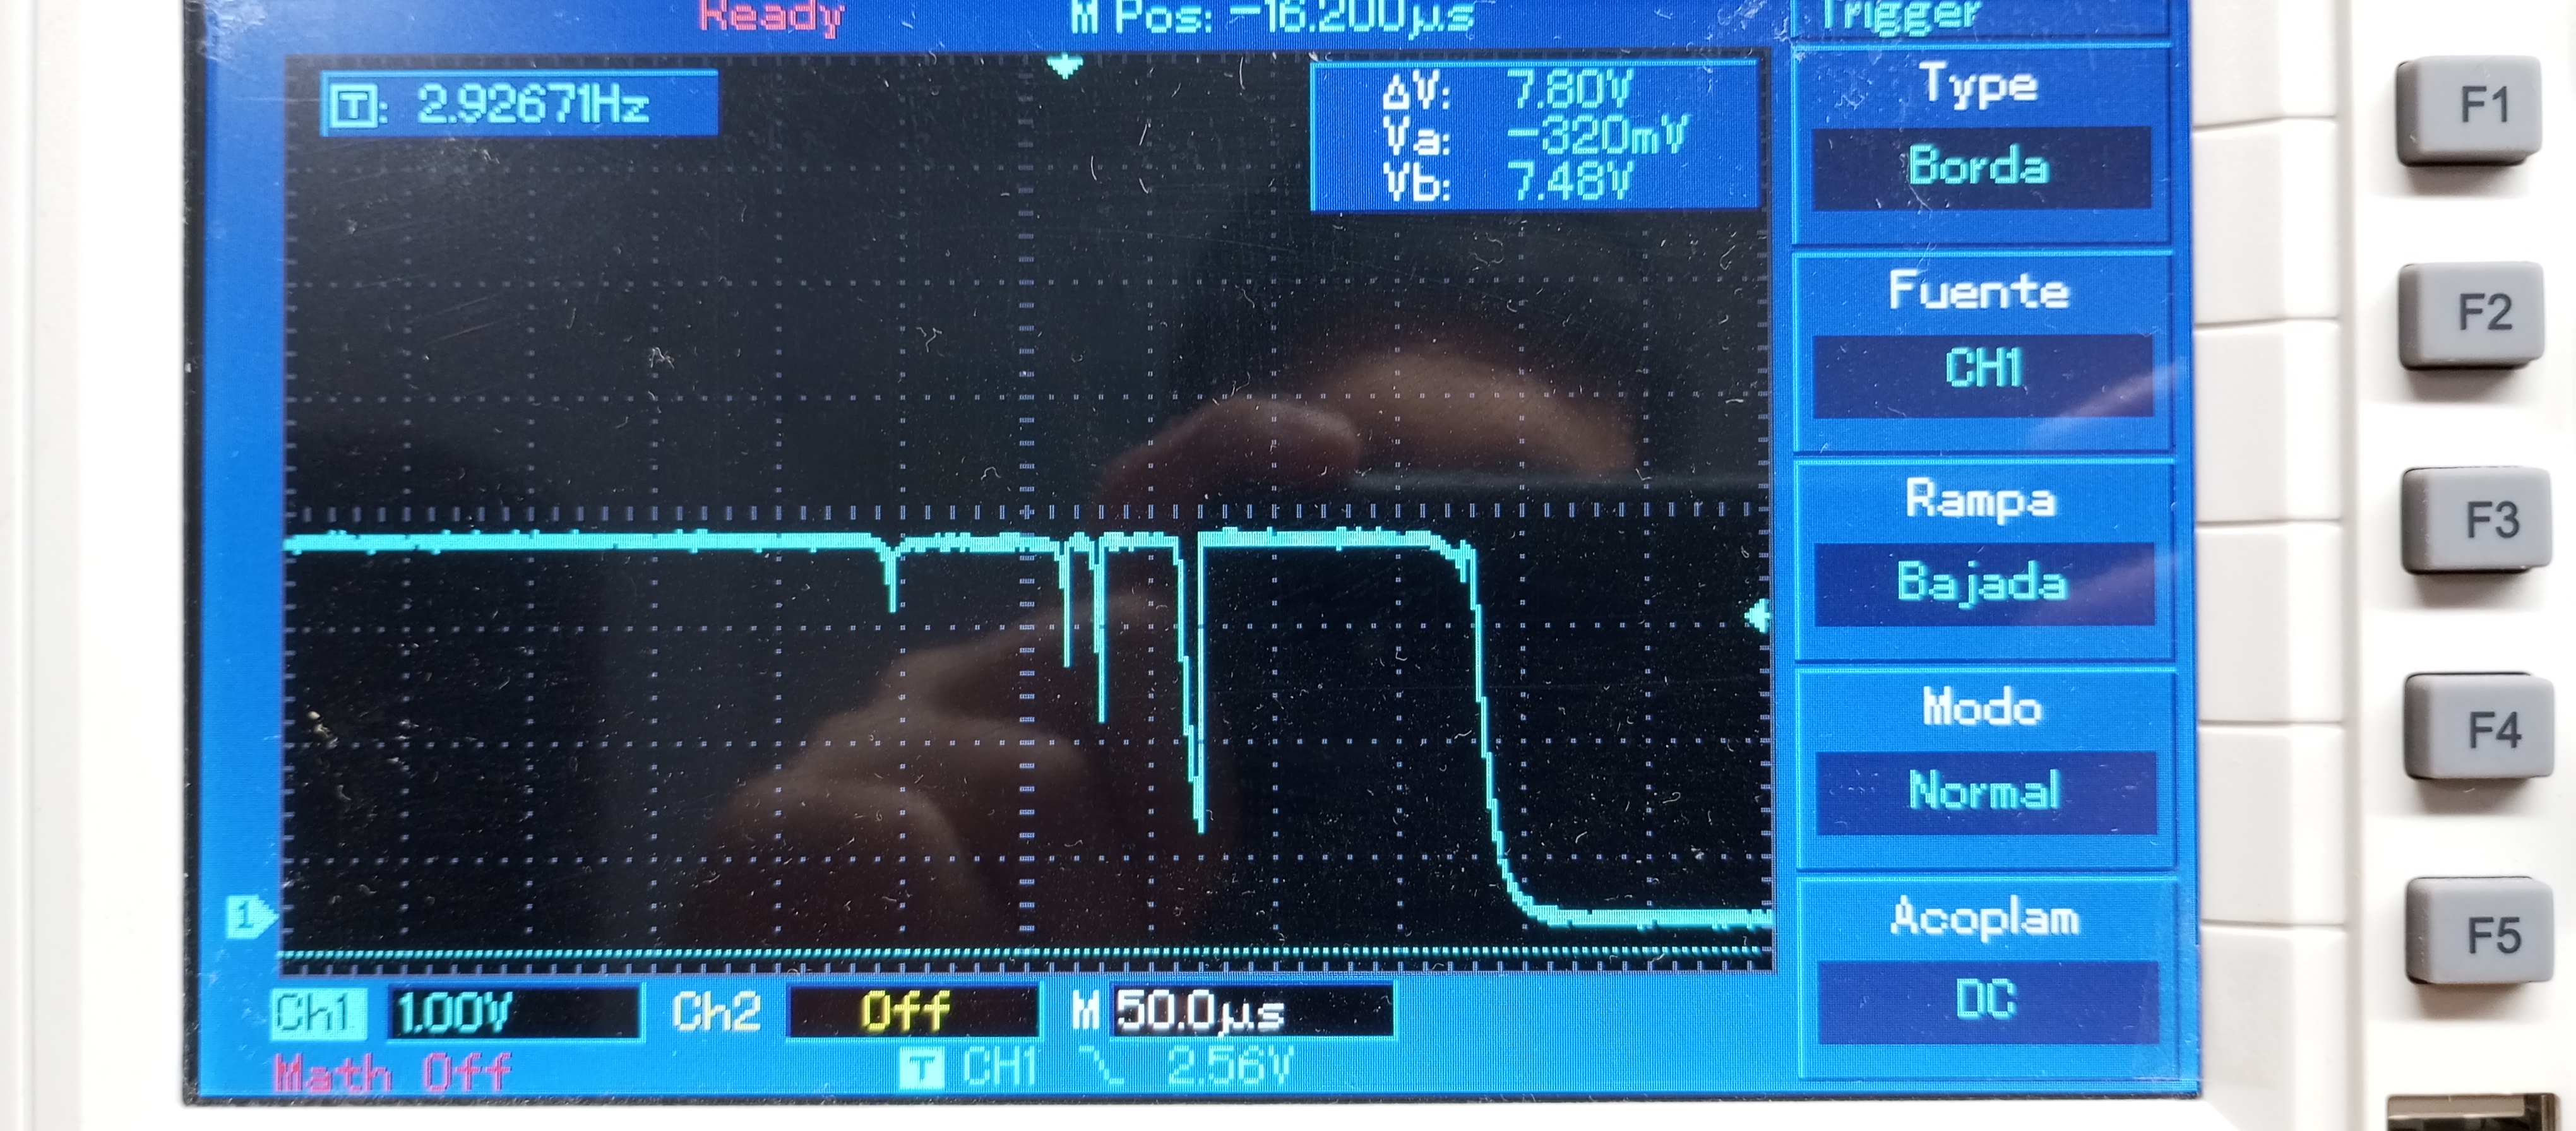 Ready M Pos: -16.200µs Trigger
T: 2.92671Hz
ΔV: 7.80V
Va: -320mV
Vb: 7.48V
Type
Borda
Fuente
CH1
Rampa
Bajada
Modo
Normal
Acoplam
DC
1
Ch1 1.00V Ch2 Off M 50.0µs
Math Off T CH1 2.56V
F1
F2
F3
F4
F5